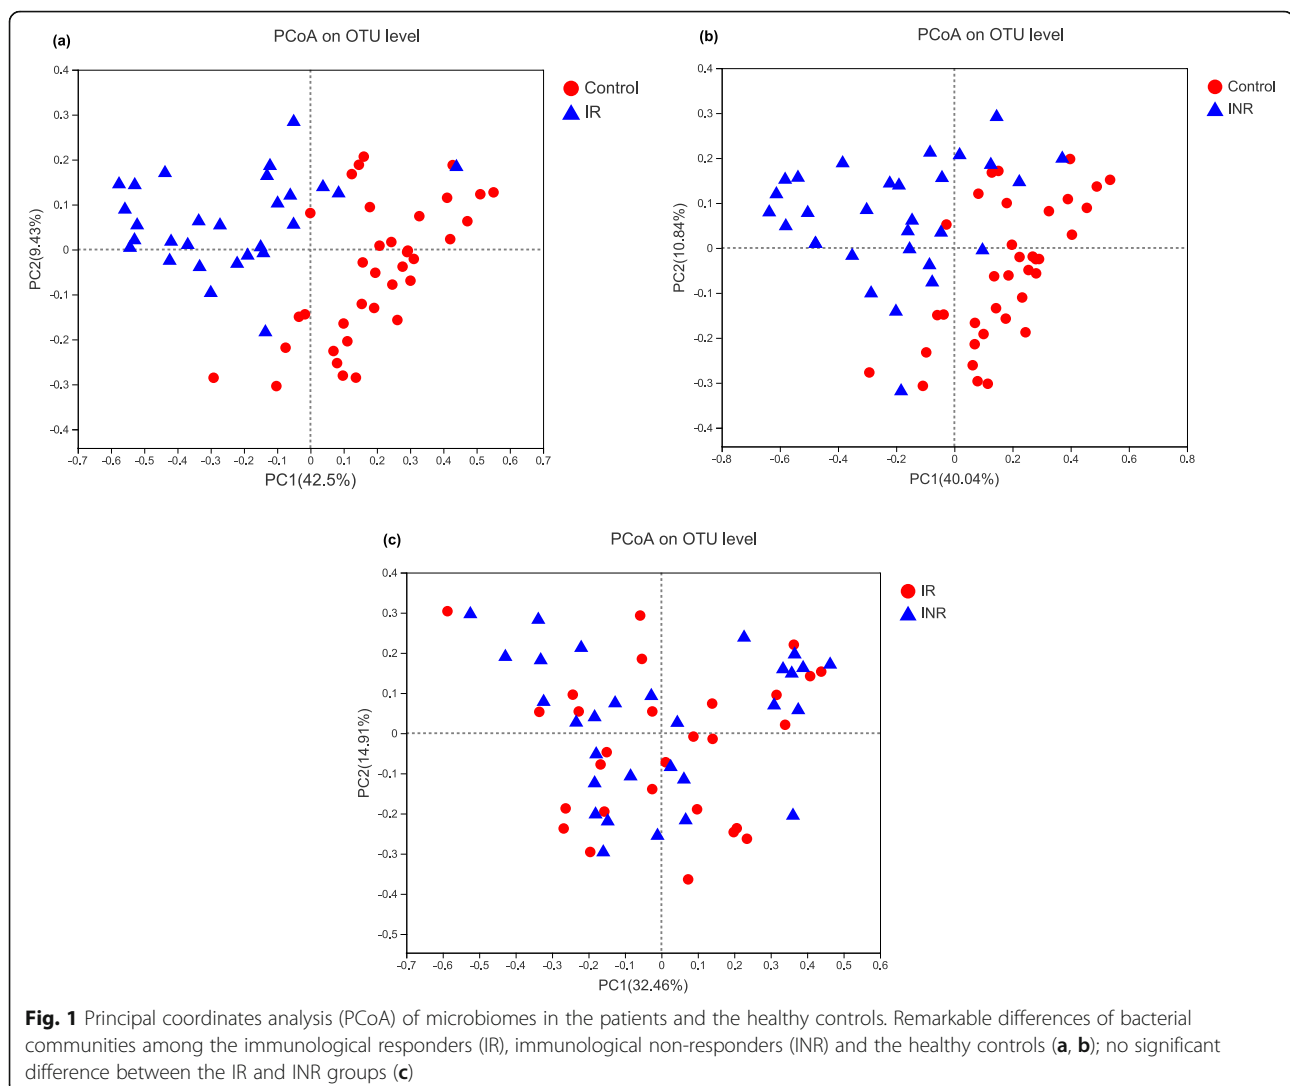 (a)
PCoA on OTU level
0.4
0.3
0.2
0.1
0
-0.1
-0.2
-0.3
-0.4
PC2(9.43%)
-0.7 -0.6 -0.5 -0.4 -0.3 -0.2 -0.1 0 0.1 0.2 0.3 0.4 0.5 0.6 0.7
PC1(42.5%)
Control
IR
(b)
PCoA on OTU level
0.4
0.3
0.2
0.1
0
-0.1
-0.2
-0.3
-0.4
PC2(10.84%)
-0.8 -0.6 -0.4 -0.2 0 0.2 0.4 0.6 0.8
PC1(40.04%)
Control
INR
(c)
PCoA on OTU level
0.4
0.3
0.2
0.1
0
-0.1
-0.2
-0.3
-0.4
-0.5
PC2(14.91%)
-0.7 -0.6 -0.5 -0.4 -0.3 -0.2 -0.1 0 0.1 0.2 0.3 0.4 0.5 0.6
PC1(32.46%)
IR
INR
Fig. 1 Principal coordinates analysis (PCoA) of microbiomes in the patients and the healthy controls. Remarkable differences of bacterial
communities among the immunological responders (IR), immunological non-responders (INR) and the healthy controls (a, b); no significant
difference between the IR and INR groups (c)